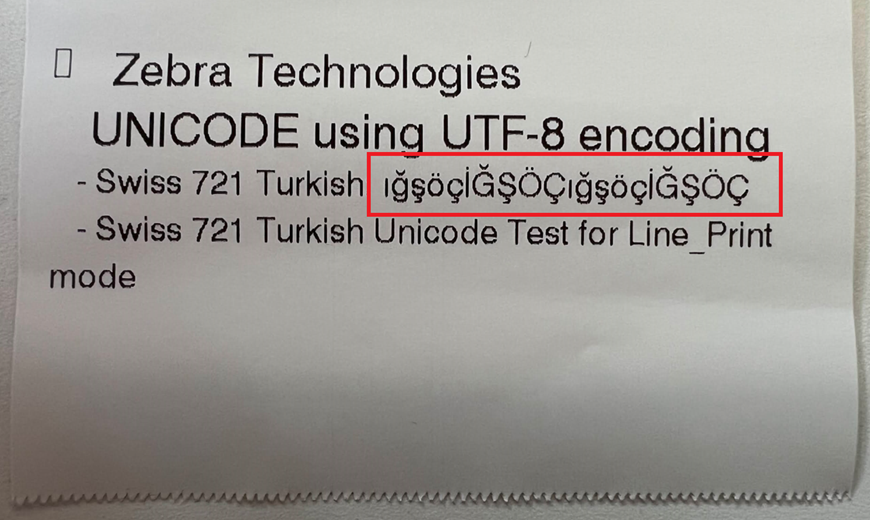 ▯ Zebra Technologies
UNICODE using UTF-8 encoding
- Swiss 721 Turkish ığşöçİĞŞÖÇığşöçİĞŞÖÇ
- Swiss 721 Turkish Unicode Test for Line_Print
mode